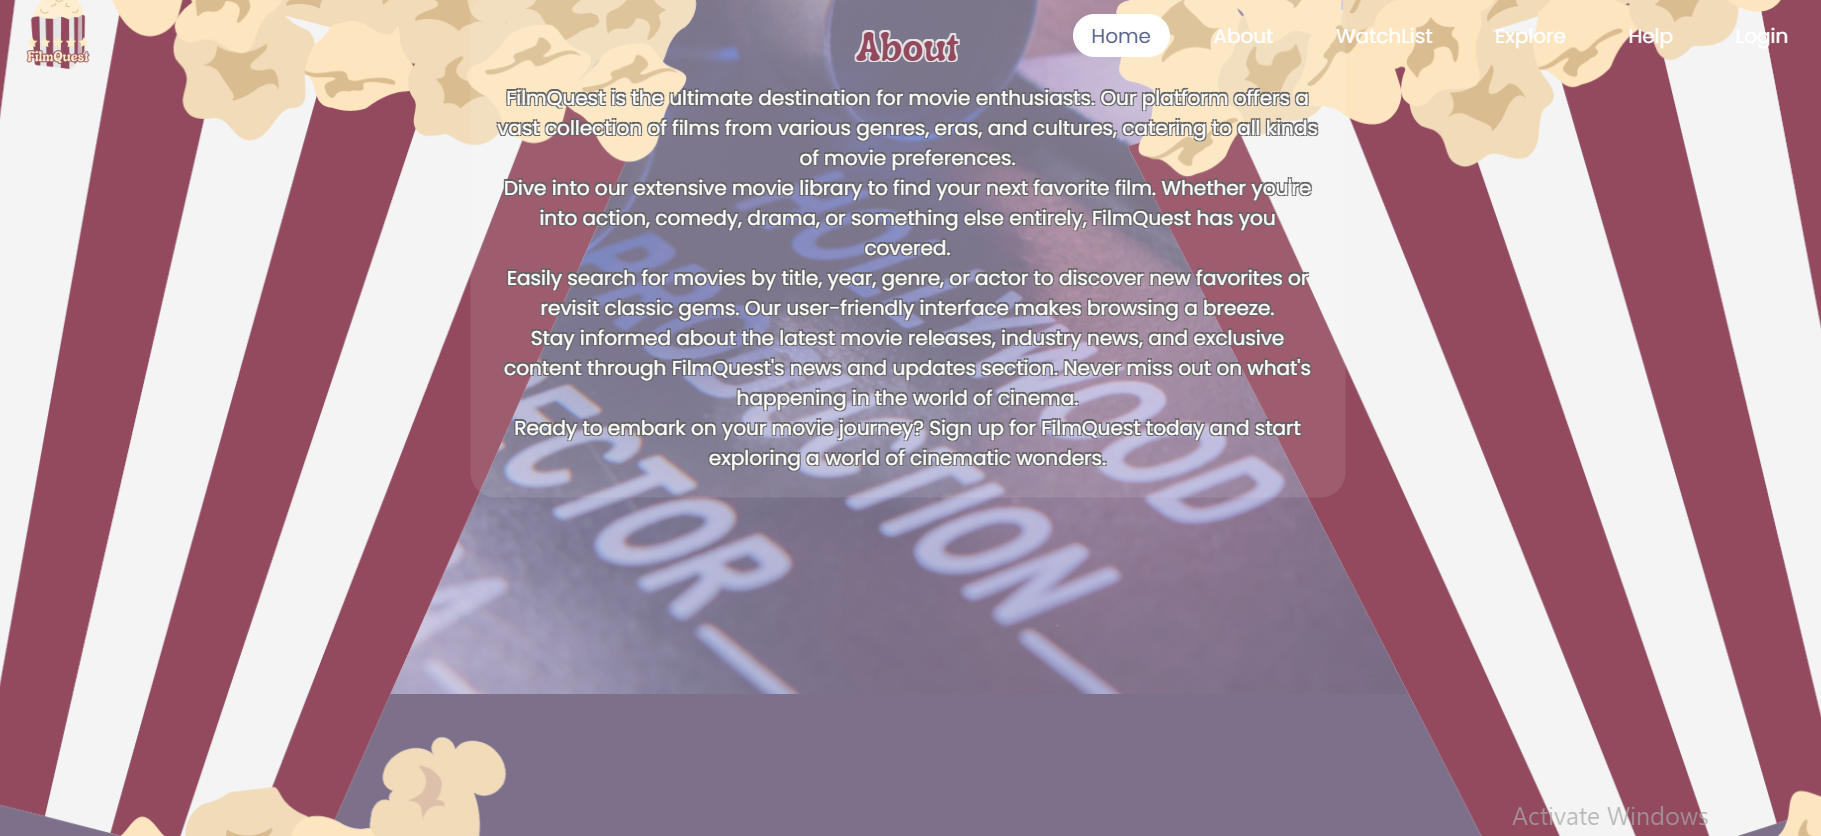 FilmQuest
Home About WatchList Explore Help Login
About
FilmQuest is the ultimate destination for movie enthusiasts. Our platform offers a
vast collection of films from various genres, eras, and cultures, catering to all kinds
of movie preferences.
Dive into our extensive movie library to find your next favorite film. Whether you're
into action, comedy, drama, or something else entirely, FilmQuest has you
covered.
Easily search for movies by title, year, genre, or actor to discover new favorites or
revisit classic gems. Our user-friendly interface makes browsing a breeze.
Stay informed about the latest movie releases, industry news, and exclusive
content through FilmQuest's news and updates section. Never miss out on what's
happening in the world of cinema.
Ready to embark on your movie journey? Sign up for FilmQuest today and start
exploring a world of cinematic wonders.
HOLLYWOOD
PRODUCTION
ECTOR
Activate Windows